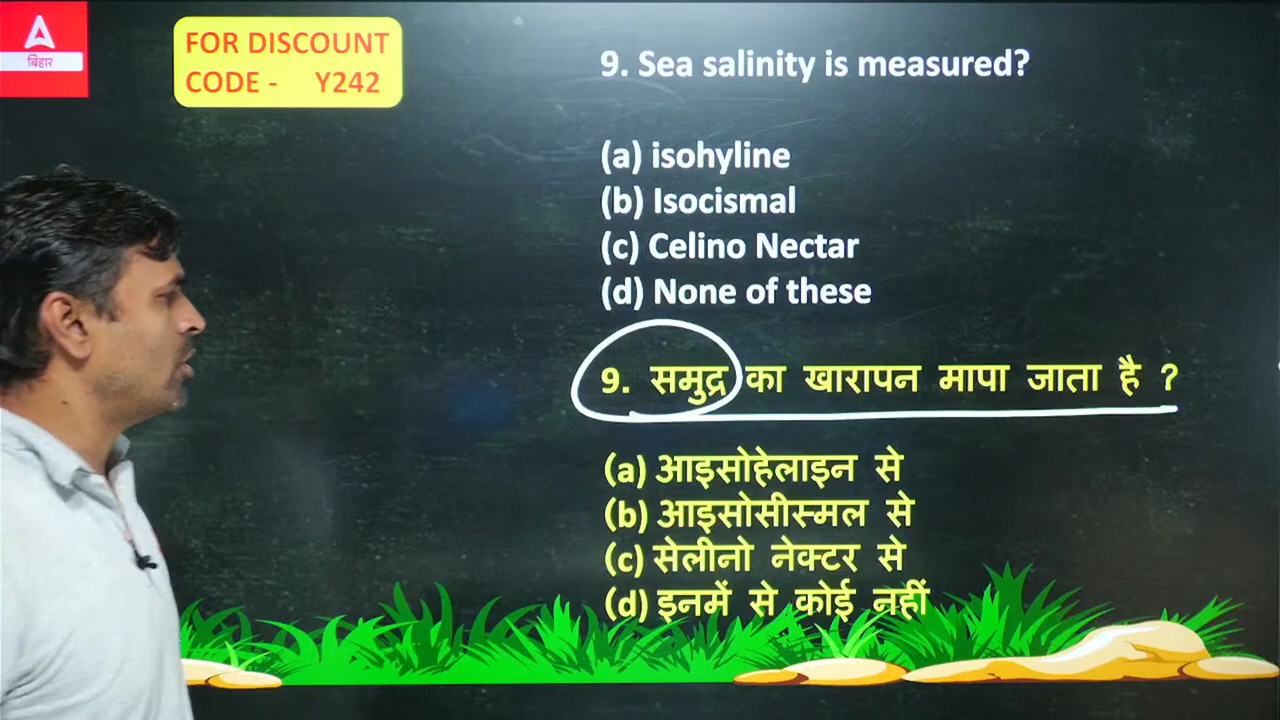 बिहार
FOR DISCOUNT
CODE - Y242
9. Sea salinity is measured?
(a) isohyline
(b) Isocismal
(c) Celino Nectar
(d) None of these
9. समुद्र का खारापन मापा जाता है ?
(a) आइसोहेलाइन से
(b) आइसोसीस्मल से
(c) सेलीनो नेक्टर से
(d) इनमें से कोई नहीं